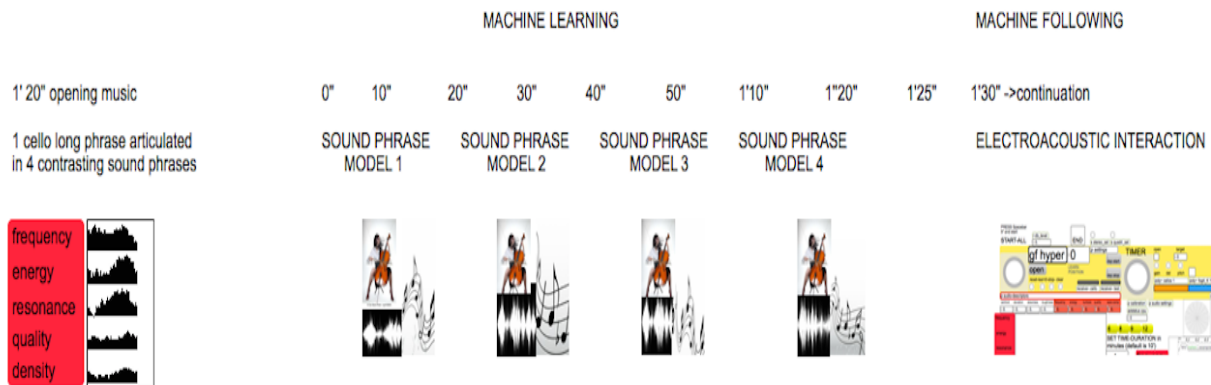 MACHINE LEARNING
MACHINE FOLLOWING
1' 20" opening music
0" 10" 20" 30" 40" 50" 1'10" 1"20" 1'25" 1'30" ->continuation
1 cello long phrase articulated
in 4 contrasting sound phrases
SOUND PHRASE
MODEL 1
SOUND PHRASE
MODEL 2
SOUND PHRASE
MODEL 3
SOUND PHRASE
MODEL 4
ELECTROACOUSTIC INTERACTION
frequency
energy
resonance
quality
density
START-ALL
END
TIMER
gf hyper 0
open
SET TIME-DURATION in
minutes (default is 10')